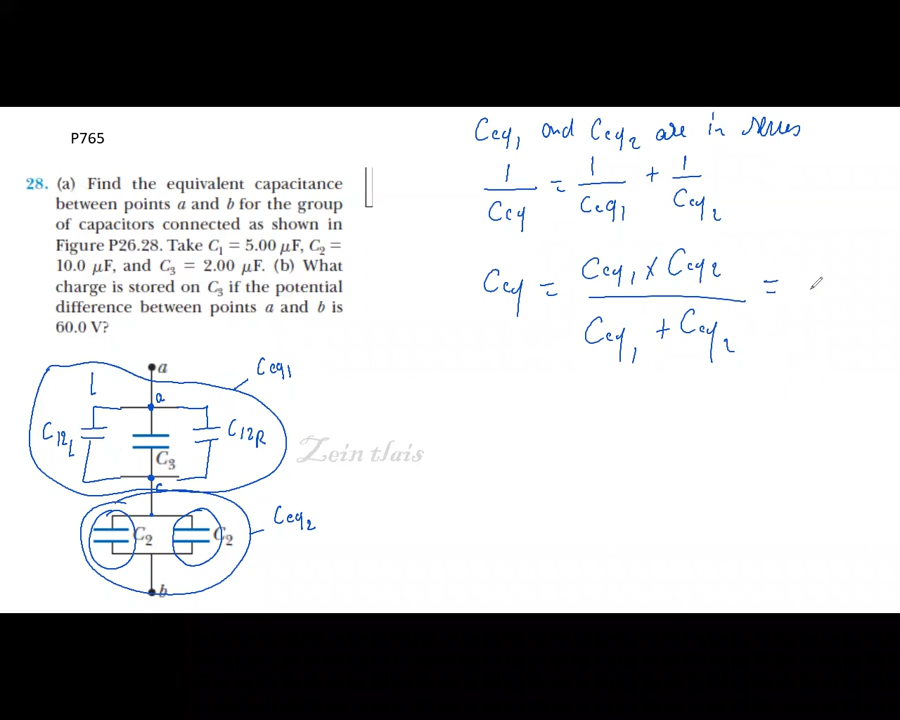 P765
28. (a) Find the equivalent capacitance
between points a and b for the group
of capacitors connected as shown in
Figure P26.28. Take C₁ = 5.00 μF, C₂ =
10.0 μF, and C₃ = 2.00 μF. (b) What
charge is stored on C₃ if the potential
difference between points a and b is
60.0 V?
Ceq₁ and Ceq₂ are in series
1/Ceq = 1/Ceq₁ + 1/Ceq₂
Ceq = Ceq₁ × Ceq₂ / Ceq₁ + Ceq₂ =
a
Ceq1
a
C12L
C12R
C₃
c
Zein tlais
Ceq₂
C₂
C₂
b